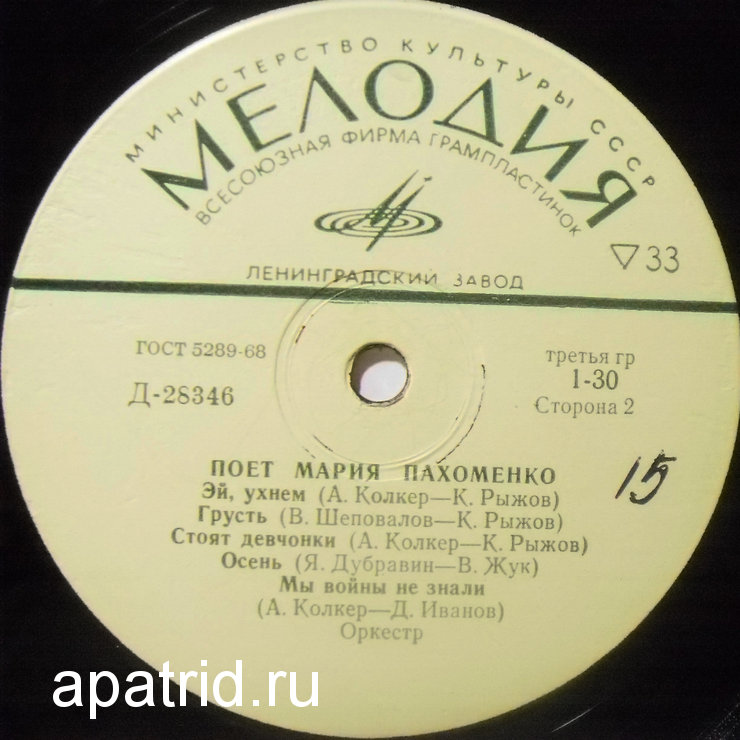 МИНИСТЕРСТВО КУЛЬТУРЫ СССР
МЕЛОДИЯ
ВСЕСОЮЗНАЯ ФИРМА ГРАМПЛАСТИНОК
▽33
ЛЕНИНГРАДСКИЙ ЗАВОД
ГОСТ 5289-68
третья гр
Д-28346
1-30
Сторона 2
15
ПОЕТ МАРИЯ ПАХОМЕНКО
Эй, ухнем (А. Колкер—К. Рыжов)
Грусть (В. Шеповалов—К. Рыжов)
Стоят девчонки (А. Колкер—К. Рыжов)
Осень (Я. Дубравин—В. Жук)
Мы войны не знали
(А. Колкер—Д. Иванов)
Оркестр
apatrid.ru